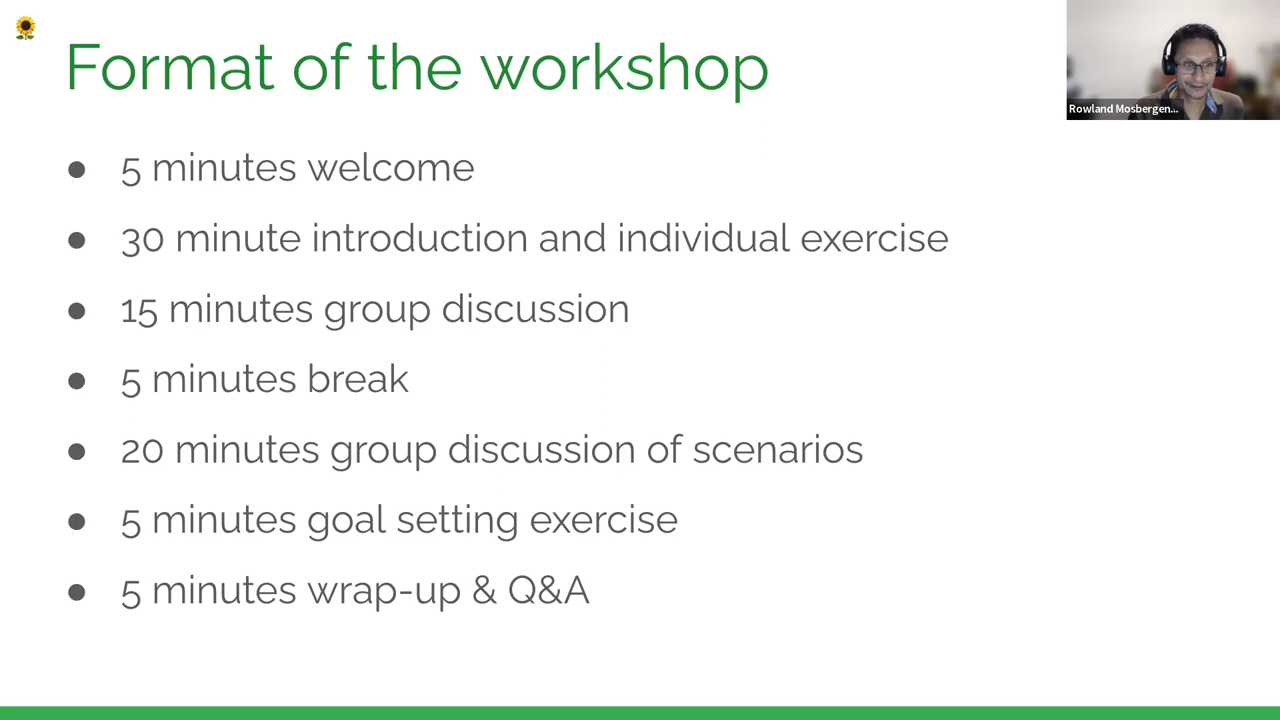 Format of the workshop
Rowland Mosbergen...
● 5 minutes welcome
● 30 minute introduction and individual exercise
● 15 minutes group discussion
● 5 minutes break
● 20 minutes group discussion of scenarios
● 5 minutes goal setting exercise
● 5 minutes wrap-up & Q&A